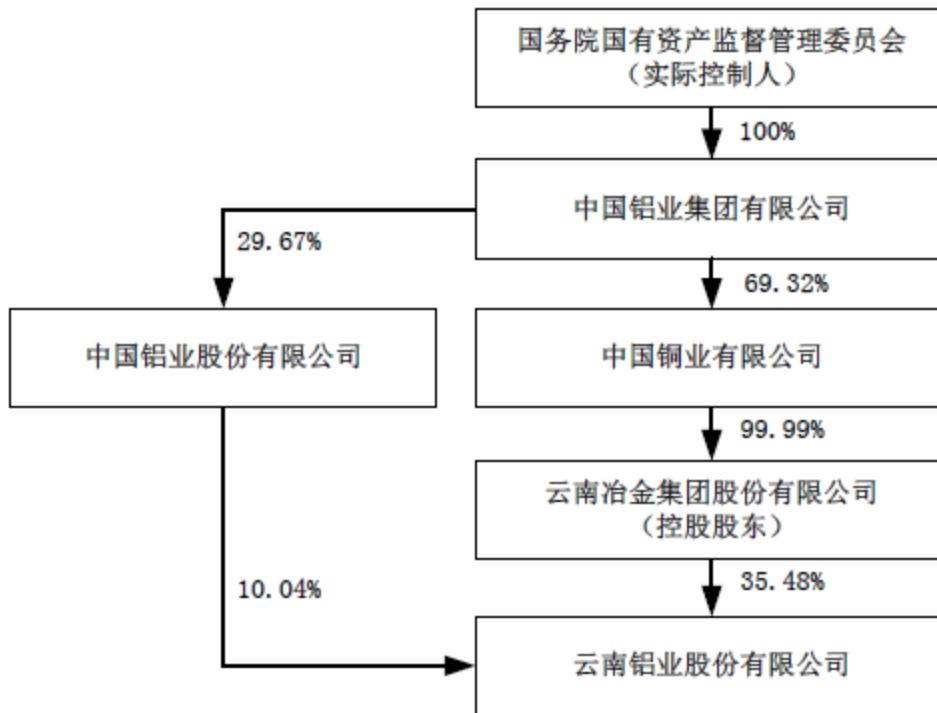 国务院国有资产监督管理委员会
（实际控制人）
100%
中国铝业集团有限公司
29.67%
69.32%
中国铝业股份有限公司
中国铜业有限公司
99.99%
云南冶金集团股份有限公司
（控股股东）
10.04%
35.48%
云南铝业股份有限公司